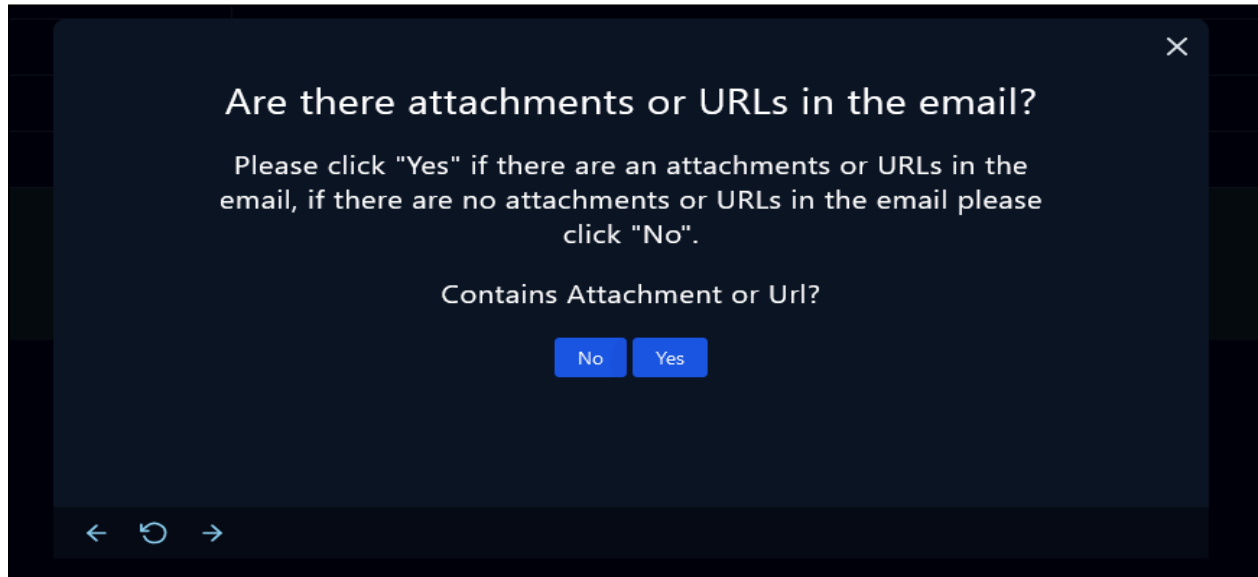 Are there attachments or URLs in the email?
Please click "Yes" if there are an attachments or URLs in the
email, if there are no attachments or URLs in the email please
click "No".
Contains Attachment or Url?
No Yes